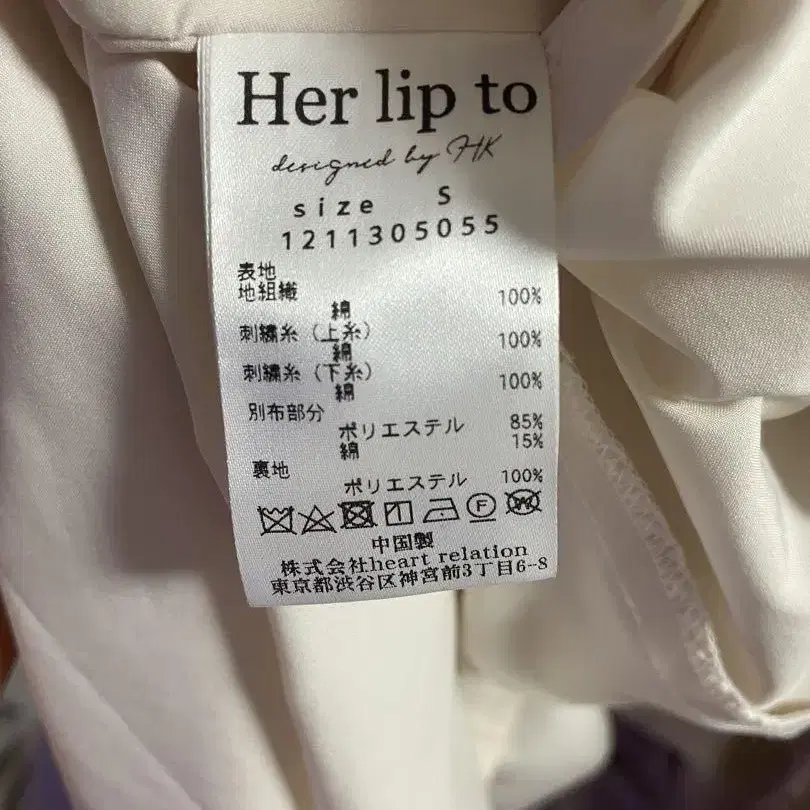 Her lip to
designed by HK
size S
1211305055
表地
地組織
綿 100%
刺繍糸（上糸）
綿 100%
刺繍糸（下糸）
綿 100%
別布部分
ポリエステル 85%
綿 15%
裏地
ポリエステル 100%
F W
中国製
株式会社heart relation
東京都渋谷区神宮前3丁目6-8